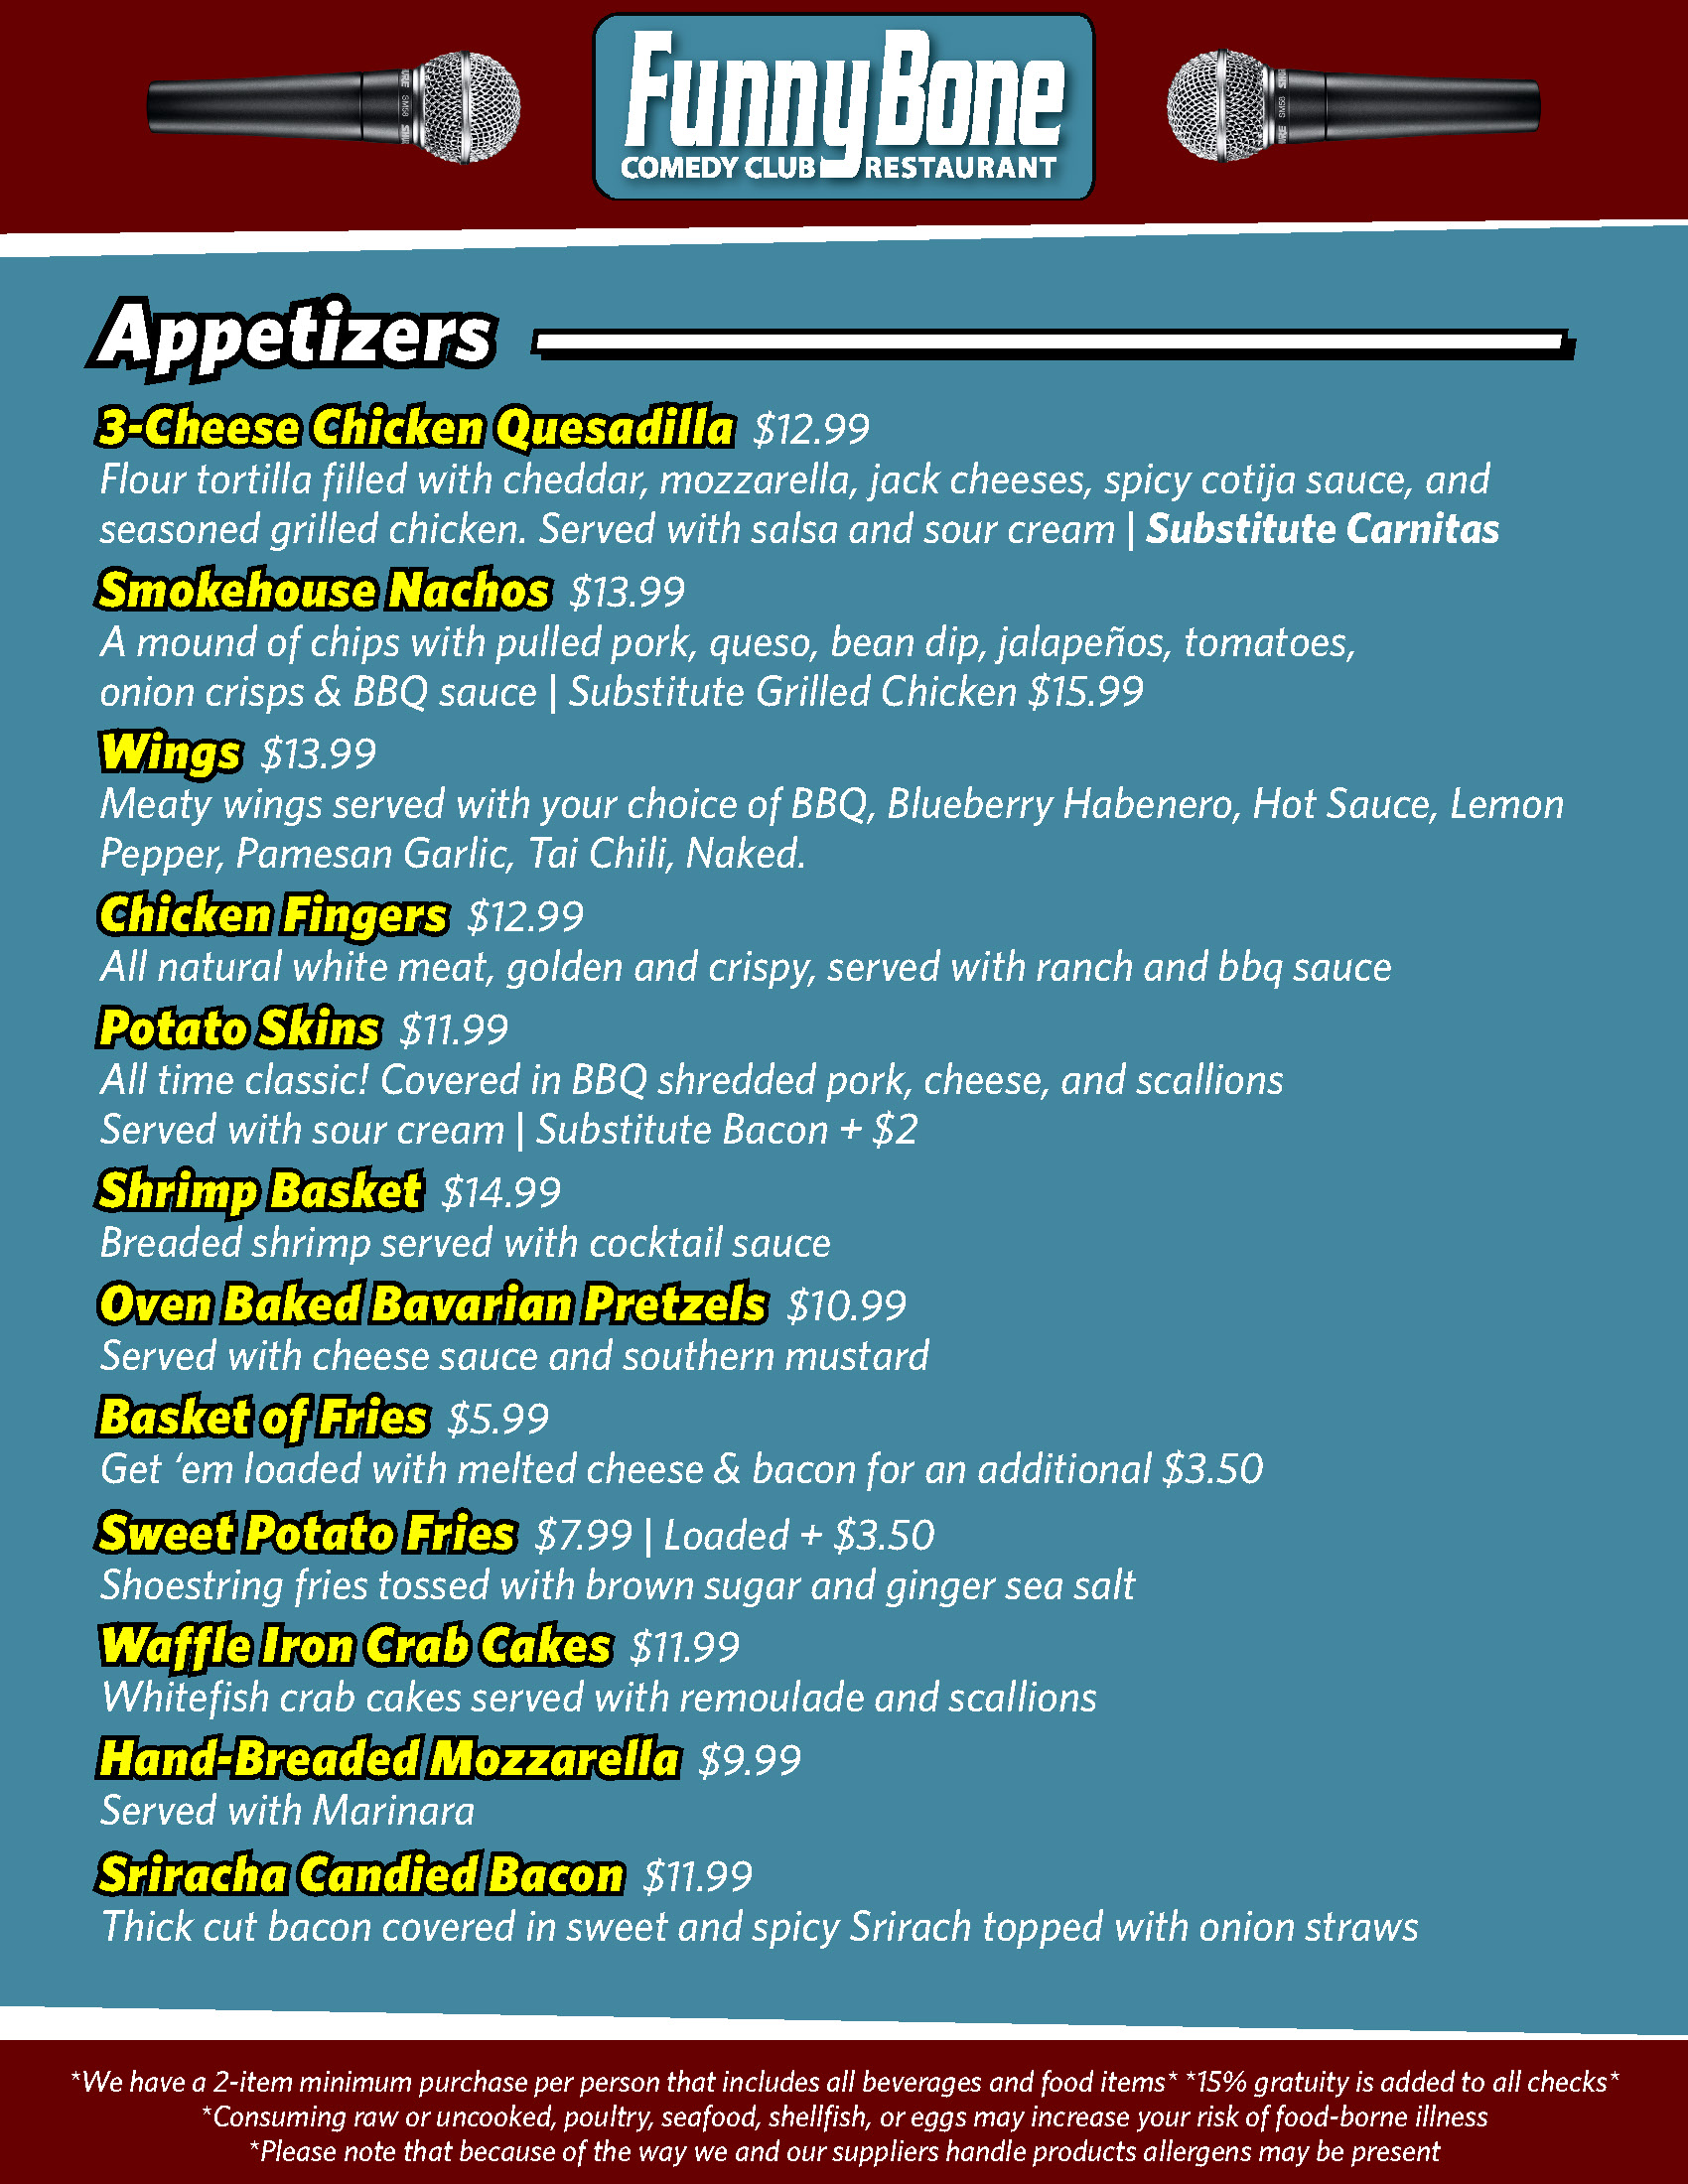 FunnyBone
COMEDY CLUB RESTAURANT
Appetizers
3-Cheese Chicken Quesadilla $12.99
Flour tortilla filled with cheddar, mozzarella, jack cheeses, spicy cotija sauce, and
seasoned grilled chicken. Served with salsa and sour cream | Substitute Carnitas
Smokehouse Nachos $13.99
A mound of chips with pulled pork, queso, bean dip, jalapeños, tomatoes,
onion crisps & BBQ sauce | Substitute Grilled Chicken $15.99
Wings $13.99
Meaty wings served with your choice of BBQ, Blueberry Habenero, Hot Sauce, Lemon
Pepper, Pamesan Garlic, Tai Chili, Naked.
Chicken Fingers $12.99
All natural white meat, golden and crispy, served with ranch and bbq sauce
Potato Skins $11.99
All time classic! Covered in BBQ shredded pork, cheese, and scallions
Served with sour cream | Substitute Bacon + $2
Shrimp Basket $14.99
Breaded shrimp served with cocktail sauce
Oven Baked Bavarian Pretzels $10.99
Served with cheese sauce and southern mustard
Basket of Fries $5.99
Get ‘em loaded with melted cheese & bacon for an additional $3.50
Sweet Potato Fries $7.99 | Loaded + $3.50
Shoestring fries tossed with brown sugar and ginger sea salt
Waffle Iron Crab Cakes $11.99
Whitefish crab cakes served with remoulade and scallions
Hand-Breaded Mozzarella $9.99
Served with Marinara
Sriracha Candied Bacon $11.99
Thick cut bacon covered in sweet and spicy Srirach topped with onion straws
*We have a 2-item minimum purchase per person that includes all beverages and food items* *15% gratuity is added to all checks*
*Consuming raw or uncooked, poultry, seafood, shellfish, or eggs may increase your risk of food-borne illness
*Please note that because of the way we and our suppliers handle products allergens may be present